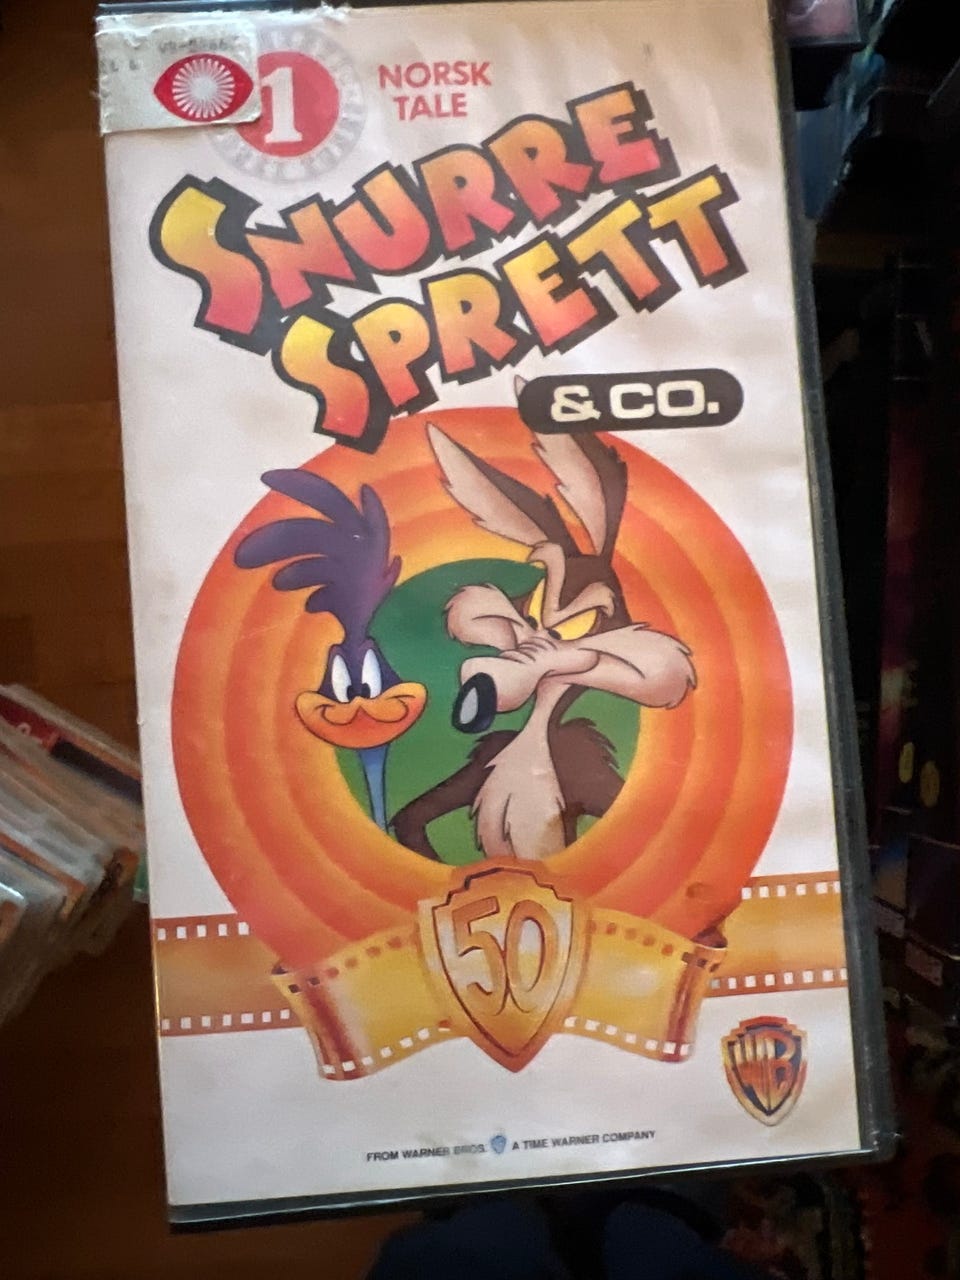 1
NORSK
TALE
SNURRE
SPRETT
& CO.
50
WB
FROM WARNER BROS. A TIME WARNER COMPANY